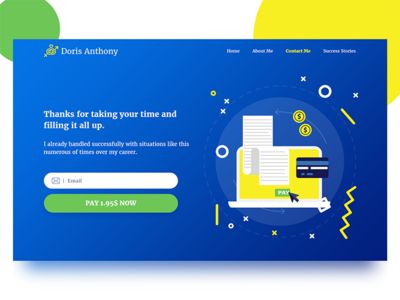 Doris Anthony
Home
About Me
Contact Me
Success Stories
Thanks for taking your time and
filling it all up.
I already handled successfully with situations like this
numerous of times over my career.
Email
PAY 1.95$ NOW
$
$
PAY